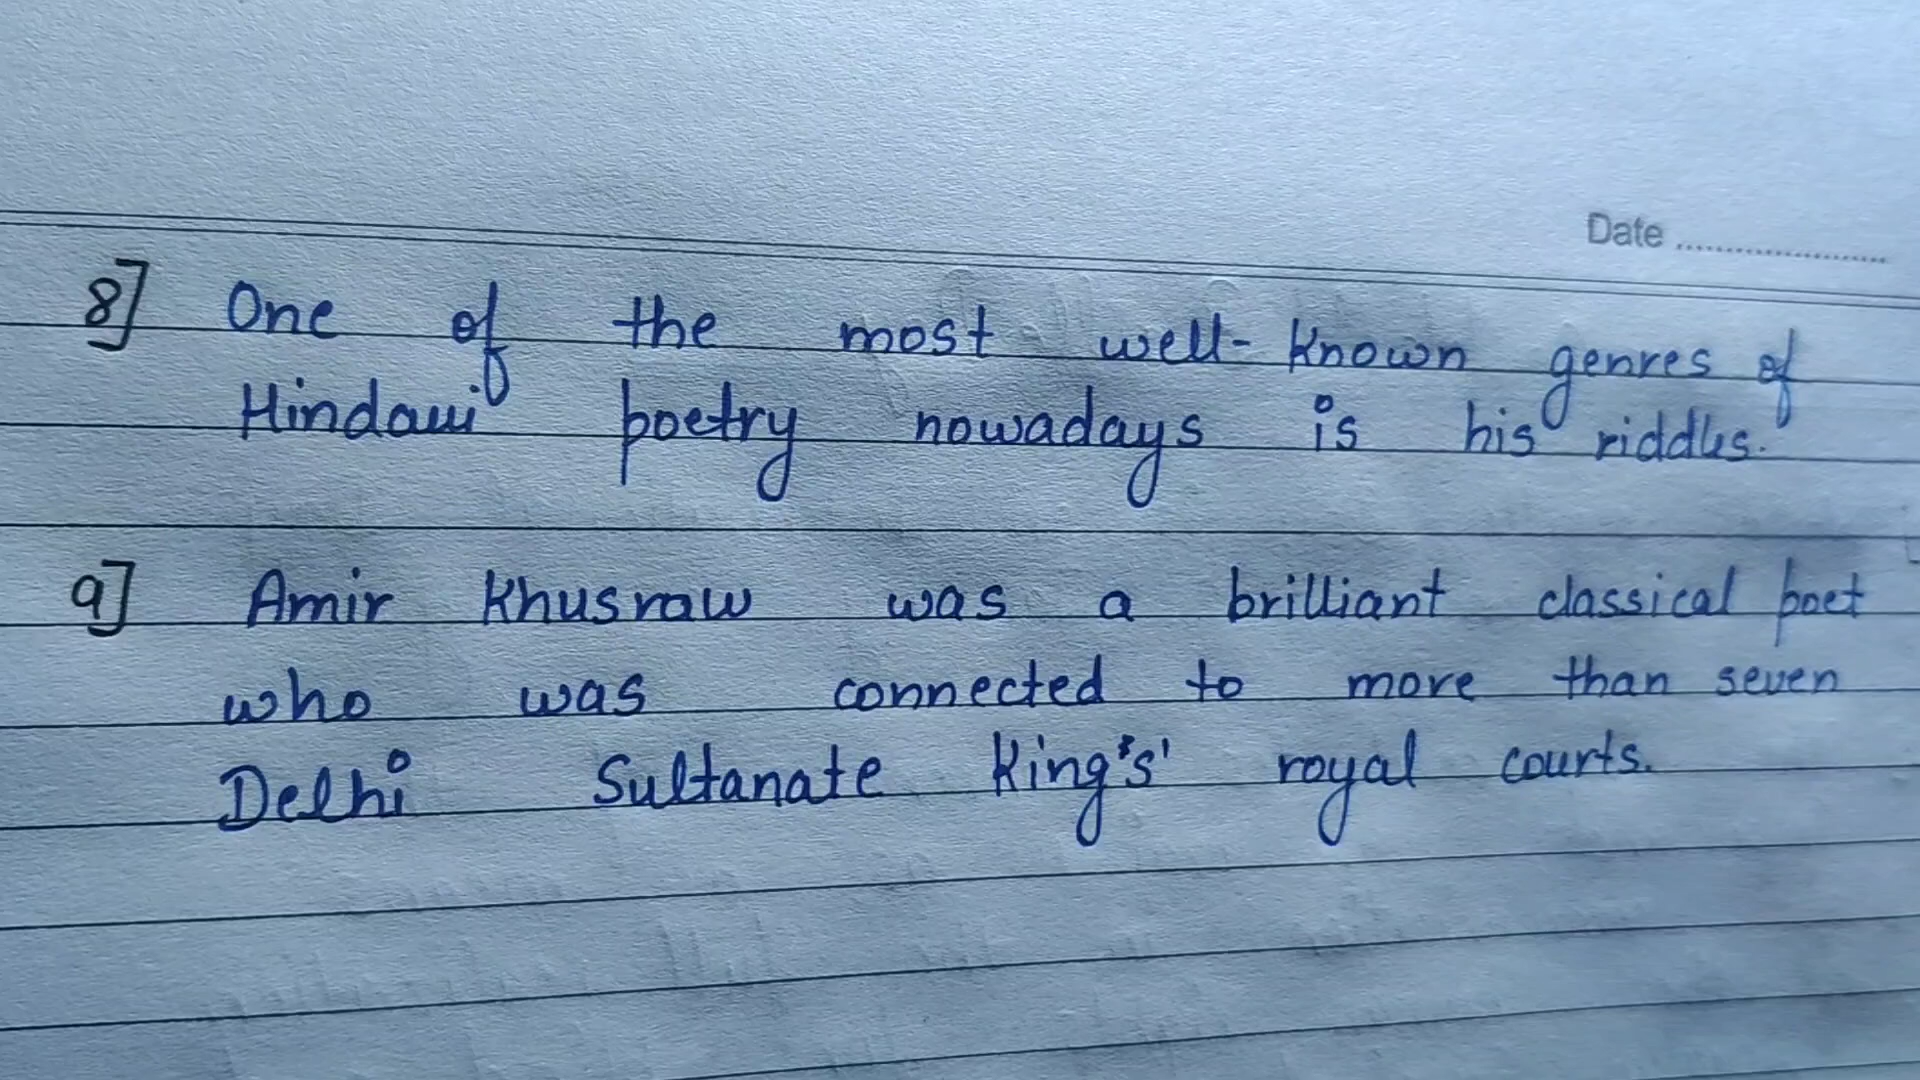 Date ....................
8] One of the most well-known genres of
Hindawi poetry nowadays is his riddles.
9] Amir Khusraw was a brilliant classical poet
who was connected to more than seven
Delhi Sultanate King's' royal courts.